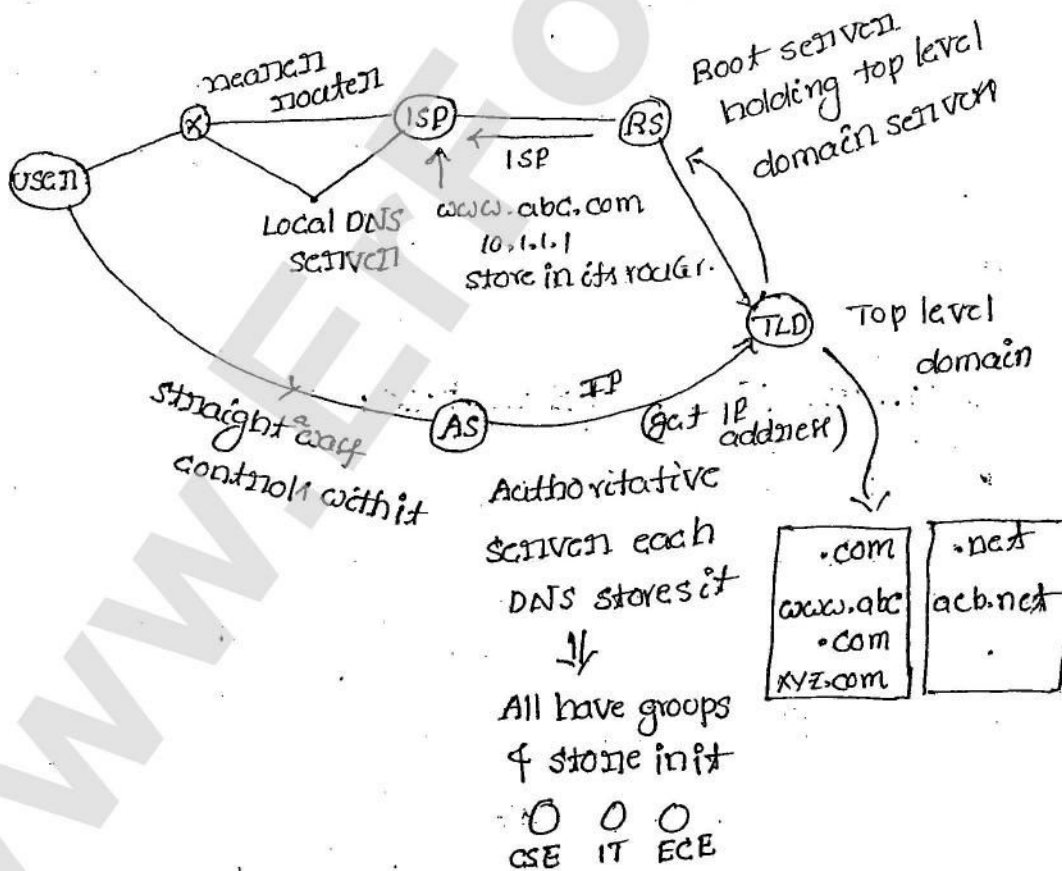 nearer
router
X
ISP
RS
Root server
holding top level
domain server
user
ISP
Local DNS
server
www.abc.com
10.1.1.1
store in its router.
TLD
Top level
domain
straight away
controls with it
AS
IP
(get IP
address)
Authoritative
server each
DNS stores it
⇓
All have groups
& store in it
CSE IT ECE
.com
www.abc
.com
xyz.com
.net
acb.net
.
www.ErFo